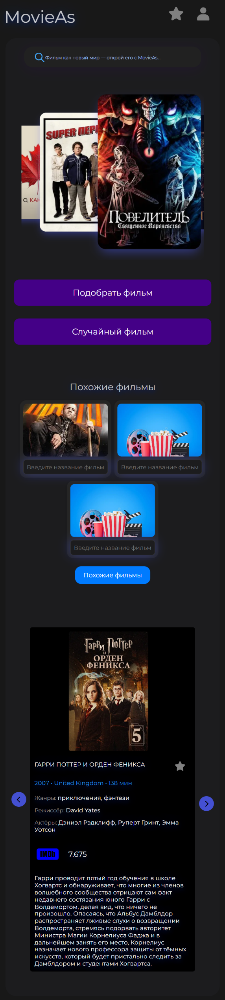 MovieAs
Фильм как новый мир — открой его с MovieAs...
SUPER ПЕР
О, КАН
ПОВЕЛИТЕЛЬ
Священное Королевство
Подобрать фильм
Случайный фильм
Похожие фильмы
Введите название фильм
Введите название фильм
Введите название фильм
Похожие фильмы
Гарри Поттер
и
ОРДЕН
ФЕНИКСА
5
ГАРРИ ПОТТЕР И ОРДЕН ФЕНИКСА
2007 • United Kingdom • 138 мин
Жанры: приключения, фэнтези
Режиссёр: David Yates
Актёры: Дэниэл Рэдклифф, Руперт Гринт, Эмма
Уотсон
IMDb 7.675
Гарри проводит пятый год обучения в школе
Хогвартс и обнаруживает, что многие из членов
волшебного сообщества отрицают сам факт
недавнего состязания юного Гарри с
Волдемортом, делая вид, что ничего не
произошло. Опасаясь, что Альбус Дамблдор
распространяет лживые слухи о возвращении
Волдеморта, стремясь подорвать авторитет
Министра Магии Корнелиуса Фаджа и в
дальнейшем занять его место, Корнелиус
назначает нового профессора защиты от тёмных
искусств, который будет пристально следить за
Дамблдором и студентами Хогвартса.